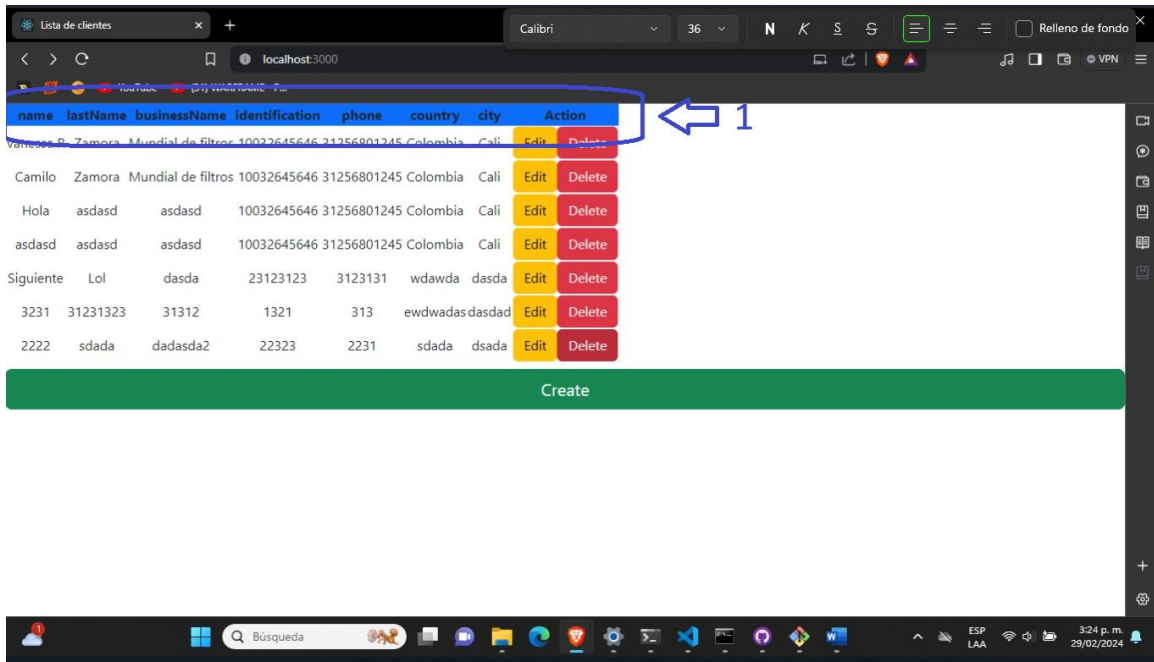 Lista de clientes
Calibri 36 N K S S Relleno de fondo
localhost:3000 VPN
YouTube
name lastName businessName identification phone country city Action
1
Zamora Mundial de filtros 10032645646 31256801245 Colombia Cali Edit Delete
Camilo Zamora Mundial de filtros 10032645646 31256801245 Colombia Cali Edit Delete
Hola asdasd asdasd 10032645646 31256801245 Colombia Cali Edit Delete
asdasd asdasd asdasd 10032645646 31256801245 Colombia Cali Edit Delete
Siguiente Lol dasda 23123123 3123131 wdawda dasda Edit Delete
3231 31231323 31312 1321 313 ewdwadas dasdad Edit Delete
2222 sdada dadasda2 22323 2231 sdada dsada Edit Delete
Create
1
Búsqueda
ESP
LAA
3:24 p. m.
29/02/2024